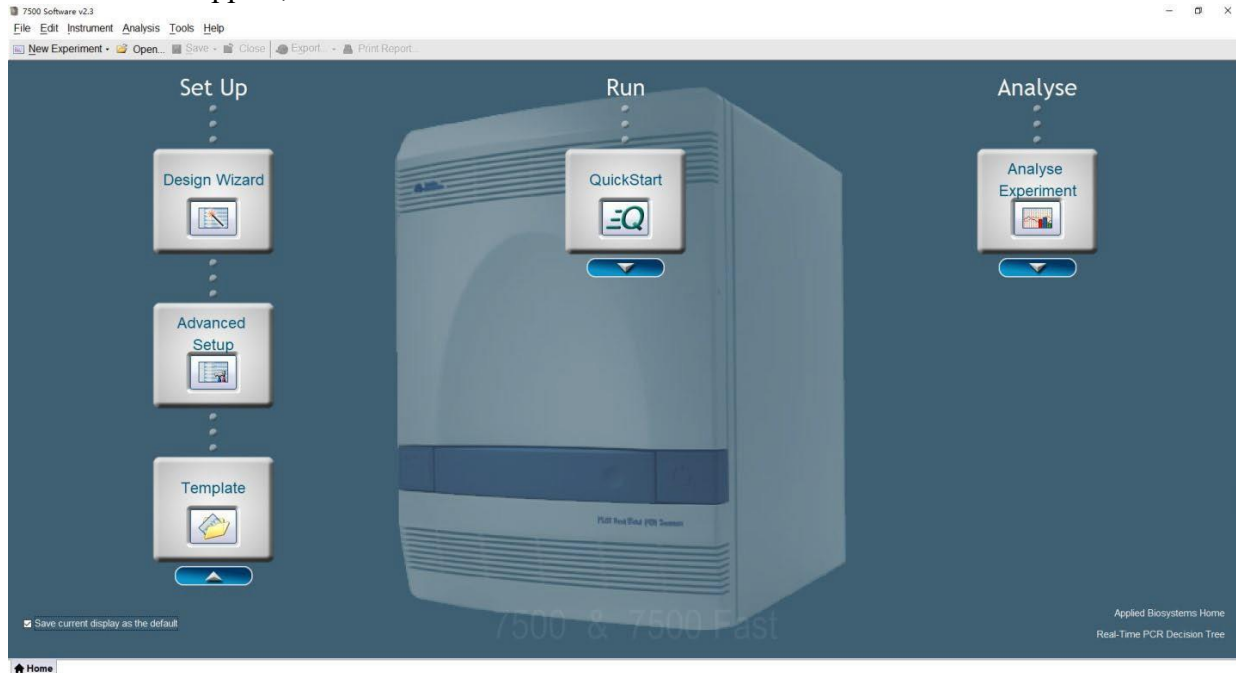 7500 Software v2.3
File Edit Instrument Analysis Tools Help
New Experiment Open... Save Close Export... Print Report...
Set Up
Run
Analyse
Design Wizard
QuickStart
Analyse
Experiment
Advanced
Setup
Template
7500 & 7500 Fast
Save current display as the default
Applied Biosystems Home
Real-Time PCR Decision Tree
Home